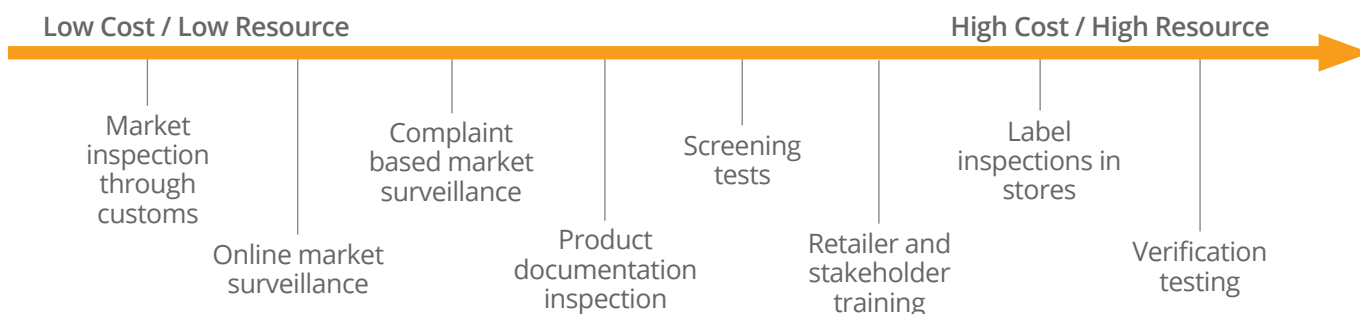 Low Cost / Low Resource
High Cost / High Resource
Market
inspection
through
customs
Online market
surveillance
Complaint
based market
surveillance
Product
documentation
inspection
Screening
tests
Retailer and
stakeholder
training
Label
inspections in
stores
Verification
testing